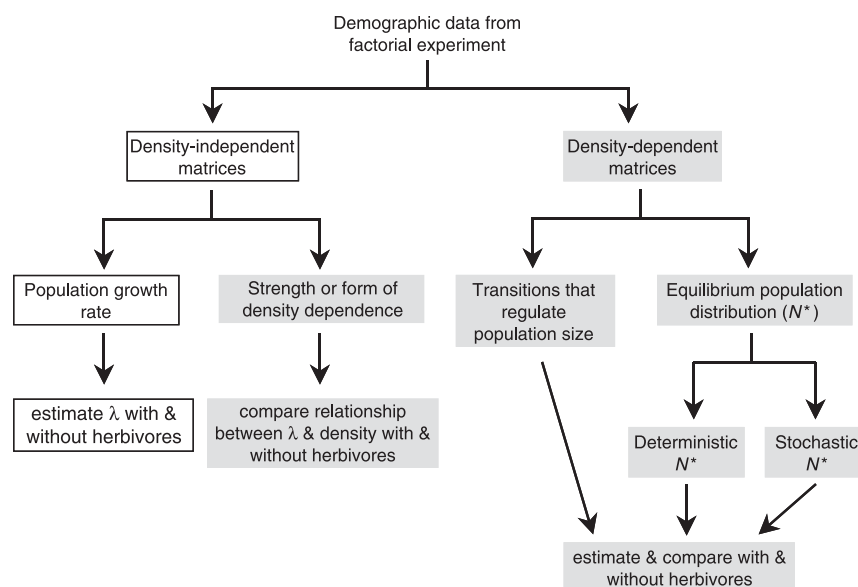 Demographic data from
factorial experiment
Density-independent
matrices
Density-dependent
matrices
Population growth
rate
Strength or form of
density dependence
Transitions that
regulate
population size
Equilibrium population
distribution (N*)
estimate λ with &
without herbivores
compare relationship
between λ & density with &
without herbivores
Deterministic
N*
Stochastic
N*
estimate & compare with &
without herbivores